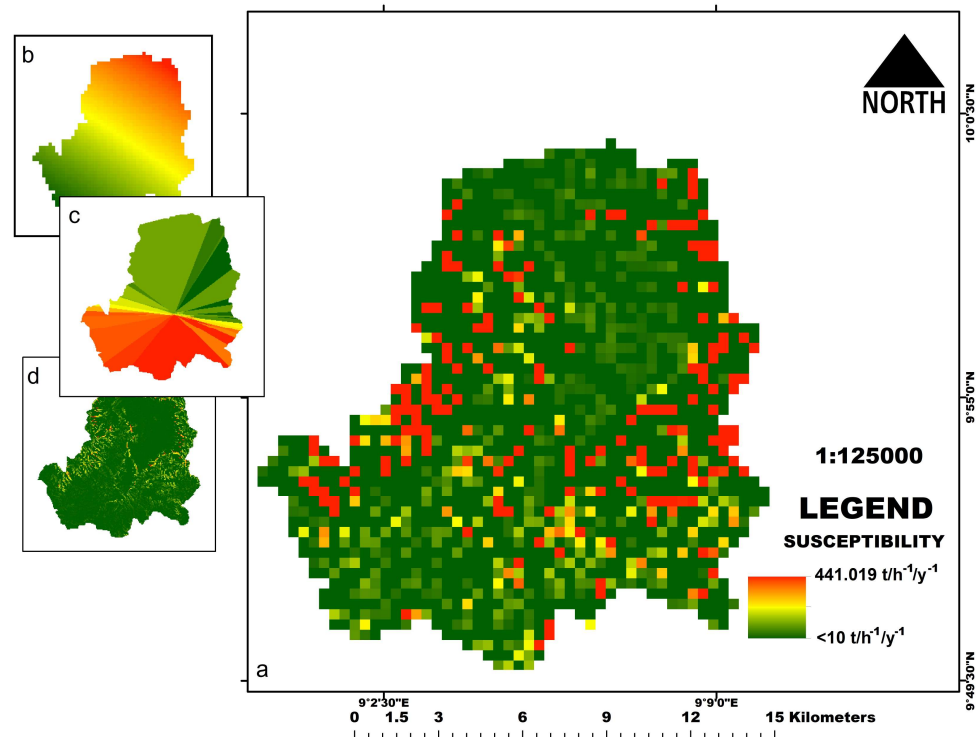 b
c
d
a
NORTH
10°0'30"N
9°55'0"N
9°49'30"N
1:125000
LEGEND
SUSCEPTIBILITY
441.019 t/h⁻¹/y⁻¹
<10 t/h⁻¹/y⁻¹
9°2'30"E 9°9'0"E
0 1.5 3 6 9 12 15 Kilometers